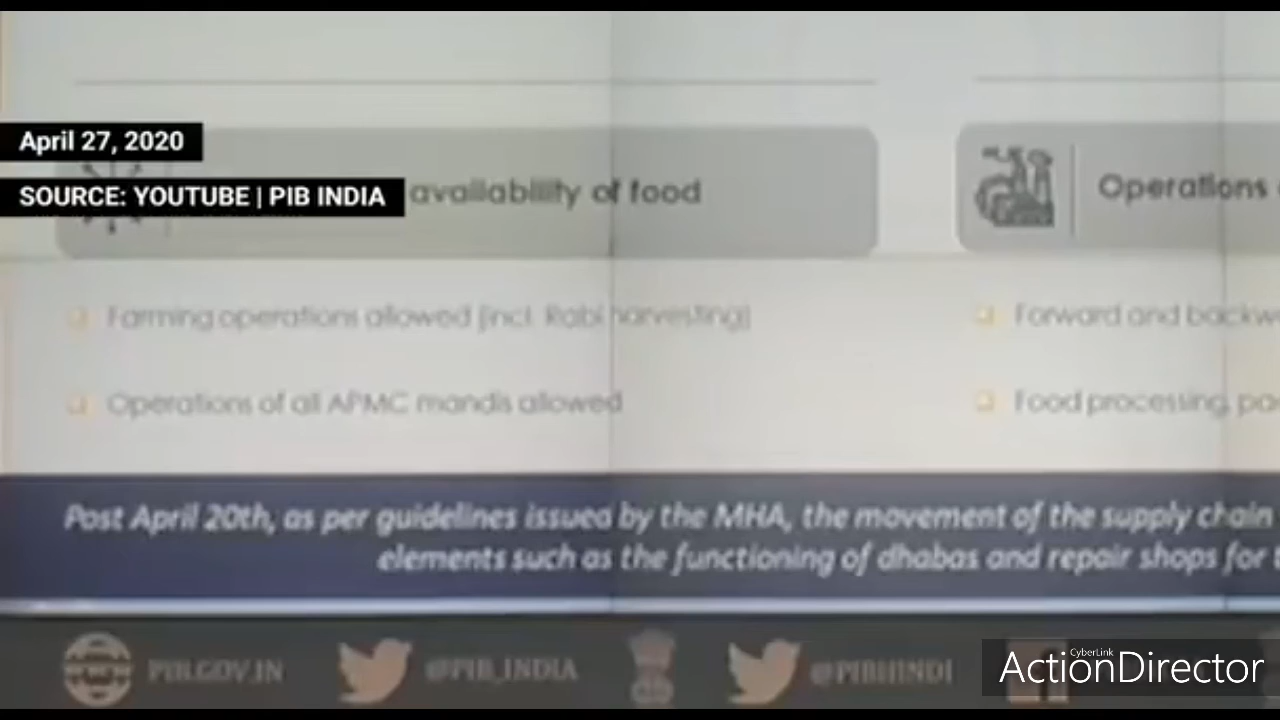 April 27, 2020
SOURCE: YOUTUBE | PIB INDIA
availability of food
Operations
Farming operations allowed (incl. Rabi harvesting)
Forward and backw
Operations of all APMC mandis allowed
Food processing, pa
Post April 20th, as per guidelines issued by the MHA, the movement of the supply chain
elements such as the functioning of dhabas and repair shops for t
PIB.GOV.IN
@PIB_INDIA
@PIBHINDI
CyberLink
ActionDirector